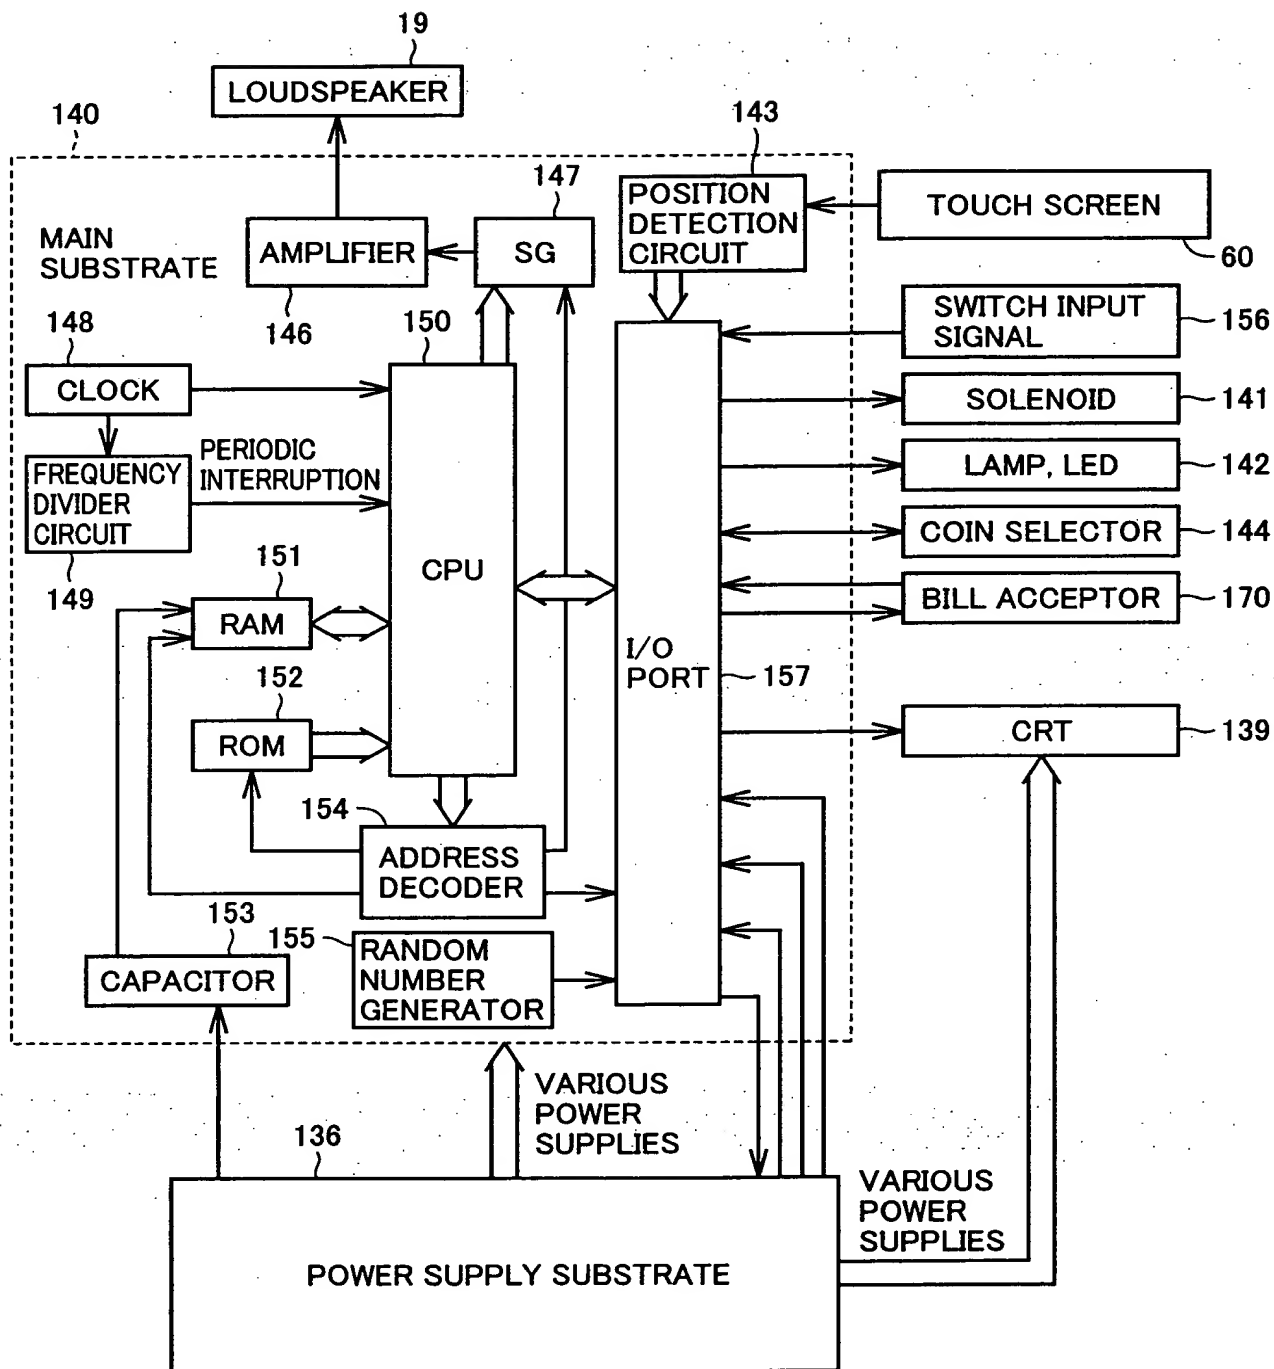 19
LOUDSPEAKER
140
143
147
MAIN
SUBSTRATE
AMPLIFIER
SG
POSITION
DETECTION
CIRCUIT
TOUCH SCREEN
60
146
148
150
CLOCK
SWITCH INPUT
SIGNAL
156
SOLENOID
141
FREQUENCY
DIVIDER
CIRCUIT
PERIODIC
INTERRUPTION
LAMP, LED
142
149
151
CPU
COIN SELECTOR
144
RAM
BILL ACCEPTOR
170
152
I/O
PORT
157
ROM
CRT
139
154
ADDRESS
DECODER
153
155
CAPACITOR
RANDOM
NUMBER
GENERATOR
VARIOUS
POWER
SUPPLIES
136
VARIOUS
POWER
SUPPLIES
POWER SUPPLY SUBSTRATE